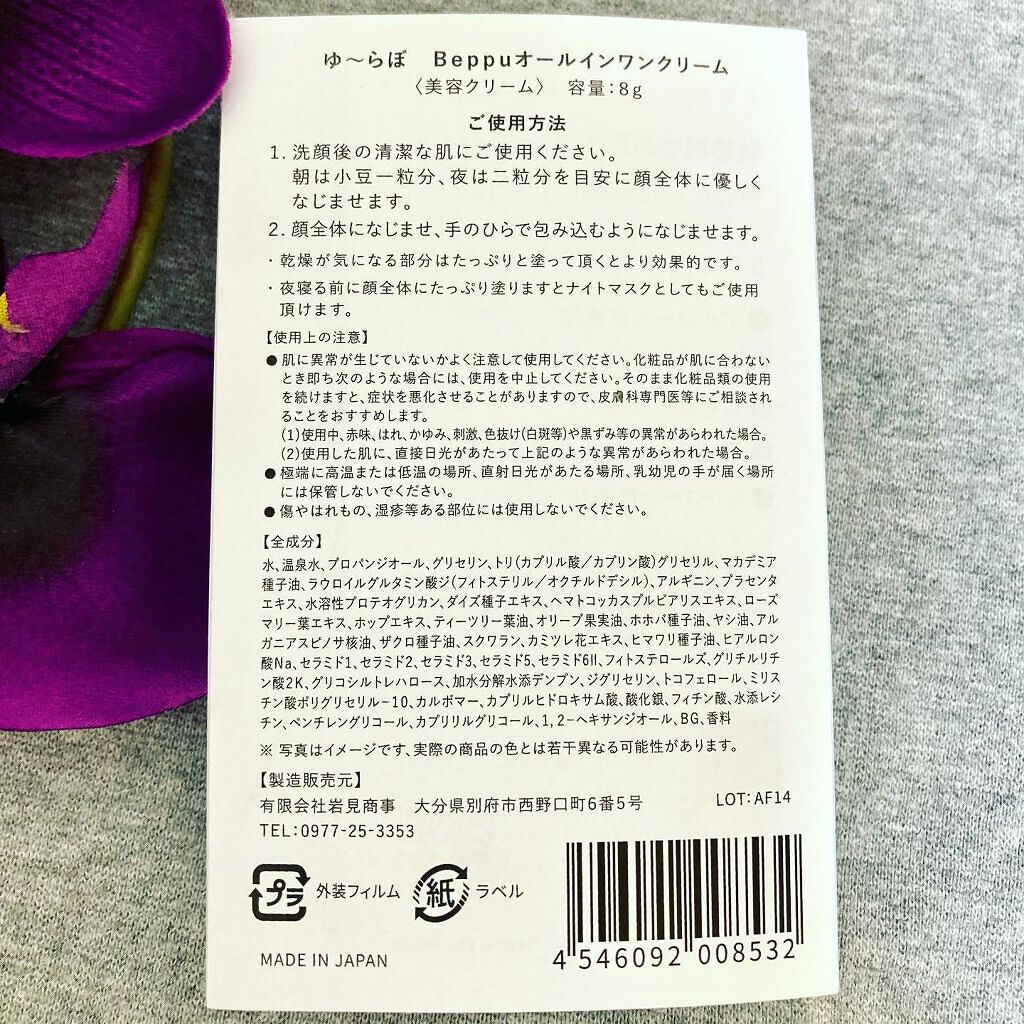 ゆ〜らぼ　Beppuオールインワンクリーム
〈美容クリーム〉　容量：8g
ご使用方法
1. 洗顔後の清潔な肌にご使用ください。
朝は小豆一粒分、夜は二粒分を目安に顔全体に優しく
なじませます。
2. 顔全体になじませ、手のひらで包み込むようになじませます。
・乾燥が気になる部分はたっぷりと塗って頂くとより効果的です。
・夜寝る前に顔全体にたっぷり塗りますとナイトマスクとしてもご使用
頂けます。
【使用上の注意】
● 肌に異常が生じていないかよく注意して使用してください。化粧品が肌に合わない
とき即ち次のような場合には、使用を中止してください。そのまま化粧品類の使用
を続けますと、症状を悪化させることがありますので、皮膚科専門医等にご相談され
ることをおすすめします。
(1)使用中、赤味、はれ、かゆみ、刺激、色抜け(白斑等)や黒ずみ等の異常があらわれた場合。
(2)使用した肌に、直接日光があたって上記のような異常があらわれた場合。
● 極端に高温または低温の場所、直射日光があたる場所、乳幼児の手が届く場所
には保管しないでください。
● 傷やはれもの、湿疹等ある部位には使用しないでください。
【全成分】
水、温泉水、プロパンジオール、グリセリン、トリ(カプリル酸／カプリン酸)グリセリル、マカデミア
種子油、ラウロイルグルタミン酸ジ(フィトステリル／オクチルドデシル)、アルギニン、プラセンタ
エキス、水溶性プロテオグリカン、ダイズ種子エキス、ヘマトコッカスプルビアリスエキス、ローズ
マリー葉エキス、ホップエキス、ティーツリー葉油、オリーブ果実油、ホホバ種子油、ヤシ油、アル
ガニアスピノサ核油、ザクロ種子油、スクワラン、カミツレ花エキス、ヒマワリ種子油、ヒアルロン
酸Na、セラミド1、セラミド2、セラミド3、セラミド5、セラミド6II、フィトステロールズ、グリチルリチ
ン酸2K、グリコシルトレハロース、加水分解水添デンプン、ジグリセリン、トコフェロール、ミリス
チン酸ポリグリセリル−10、カルボマー、カプリルヒドロキサム酸、酸化銀、フィチン酸、水添レシ
チン、ペンチレングリコール、カプリリルグリコール、1,2−ヘキサンジオール、BG、香料
※ 写真はイメージです、実際の商品の色とは若干異なる可能性があります。
【製造販売元】
有限会社岩見商事　大分県別府市西野口町6番5号　LOT：AF14
TEL：0977-25-3353
プラ 外装フィルム 紙 ラベル
MADE IN JAPAN
4 546092 008532